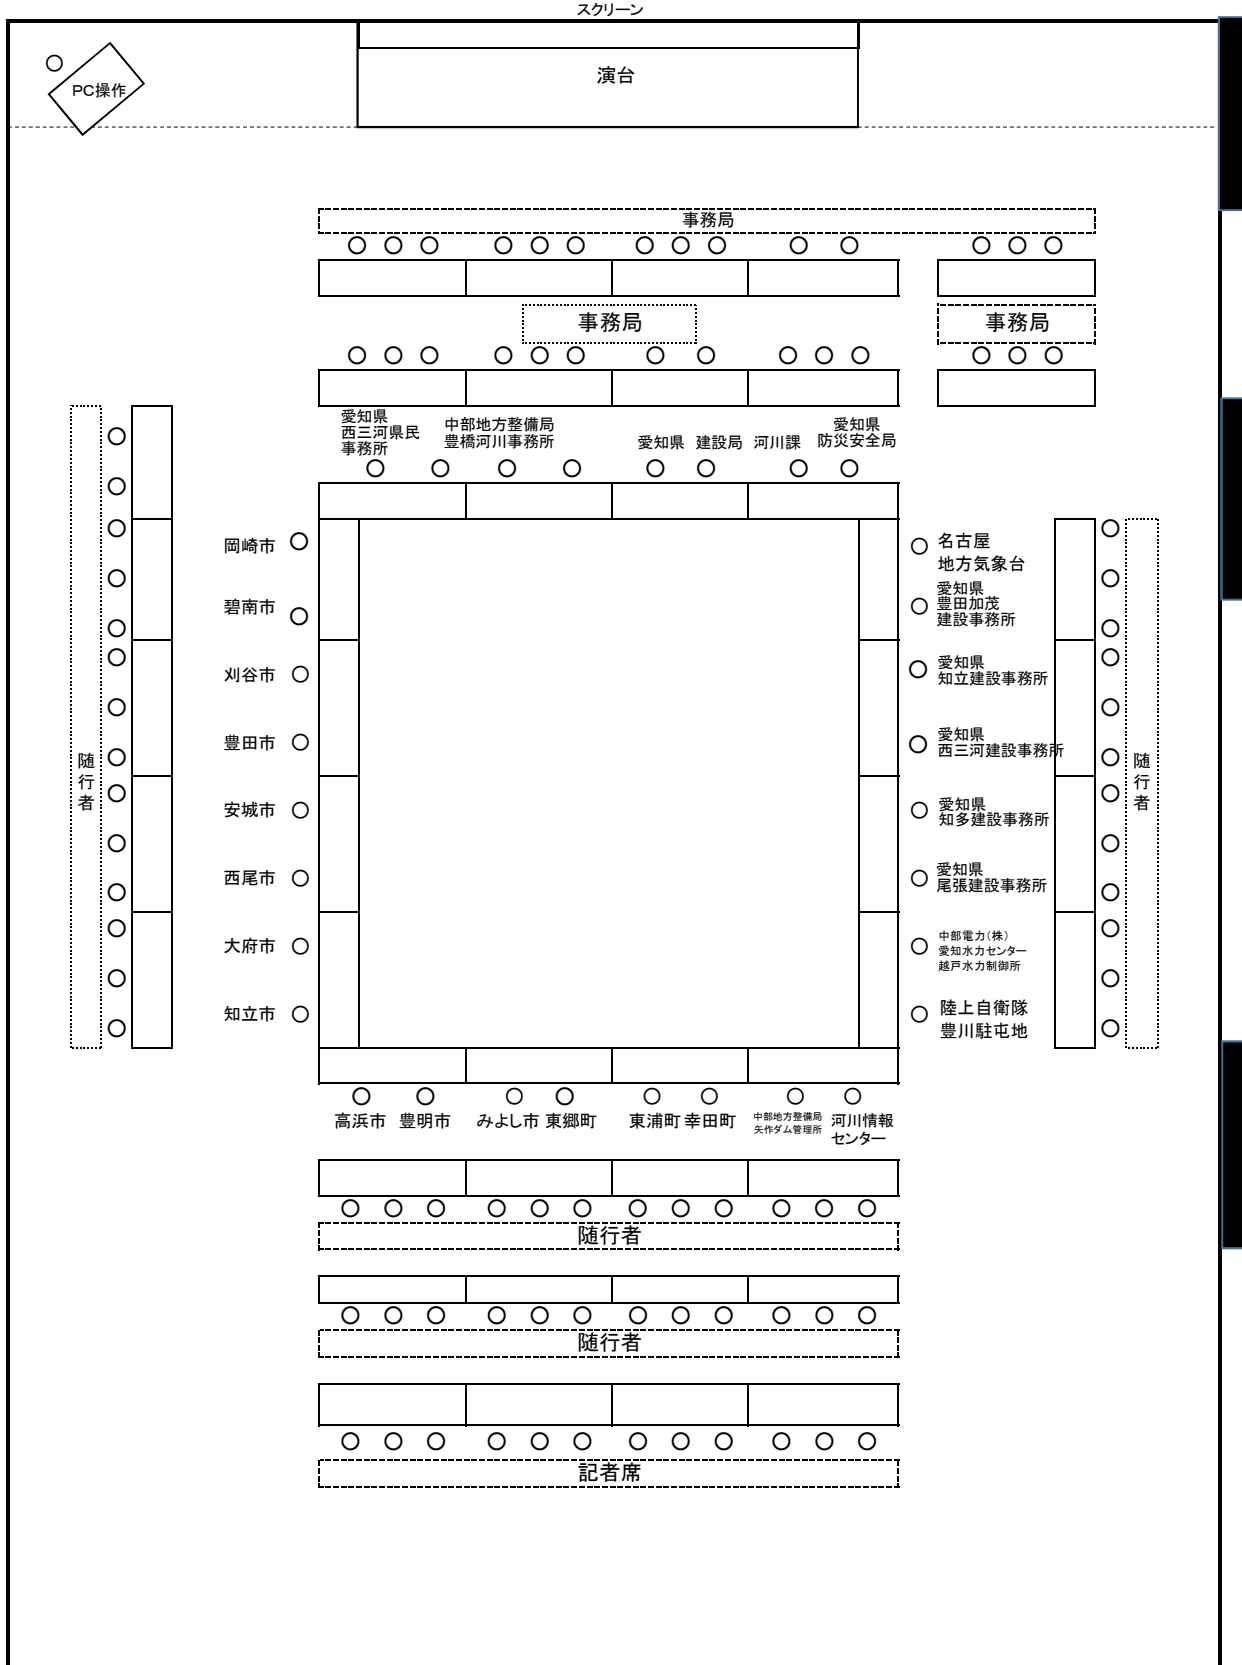 スクリーン
演台
PC操作
事務局
事務局
事務局
愛知県
西三河県民
事務所
中部地方整備局
豊橋河川事務所
愛知県 建設局 河川課
愛知県
防災安全局
岡崎市
碧南市
刈谷市
豊田市
安城市
西尾市
大府市
知立市
名古屋
地方気象台
愛知県
豊田加茂
建設事務所
愛知県
知立建設事務所
愛知県
西三河建設事務所
愛知県
知多建設事務所
愛知県
尾張建設事務所
中部電力(株)
愛知水力センター
越戸水力制御所
陸上自衛隊
豊川駐屯地
随行者
随行者
高浜市 豊明市 みよし市 東郷町 東浦町 幸田町
中部地方整備局
矢作ダム管理所
河川情報
センター
随行者
随行者
記者席